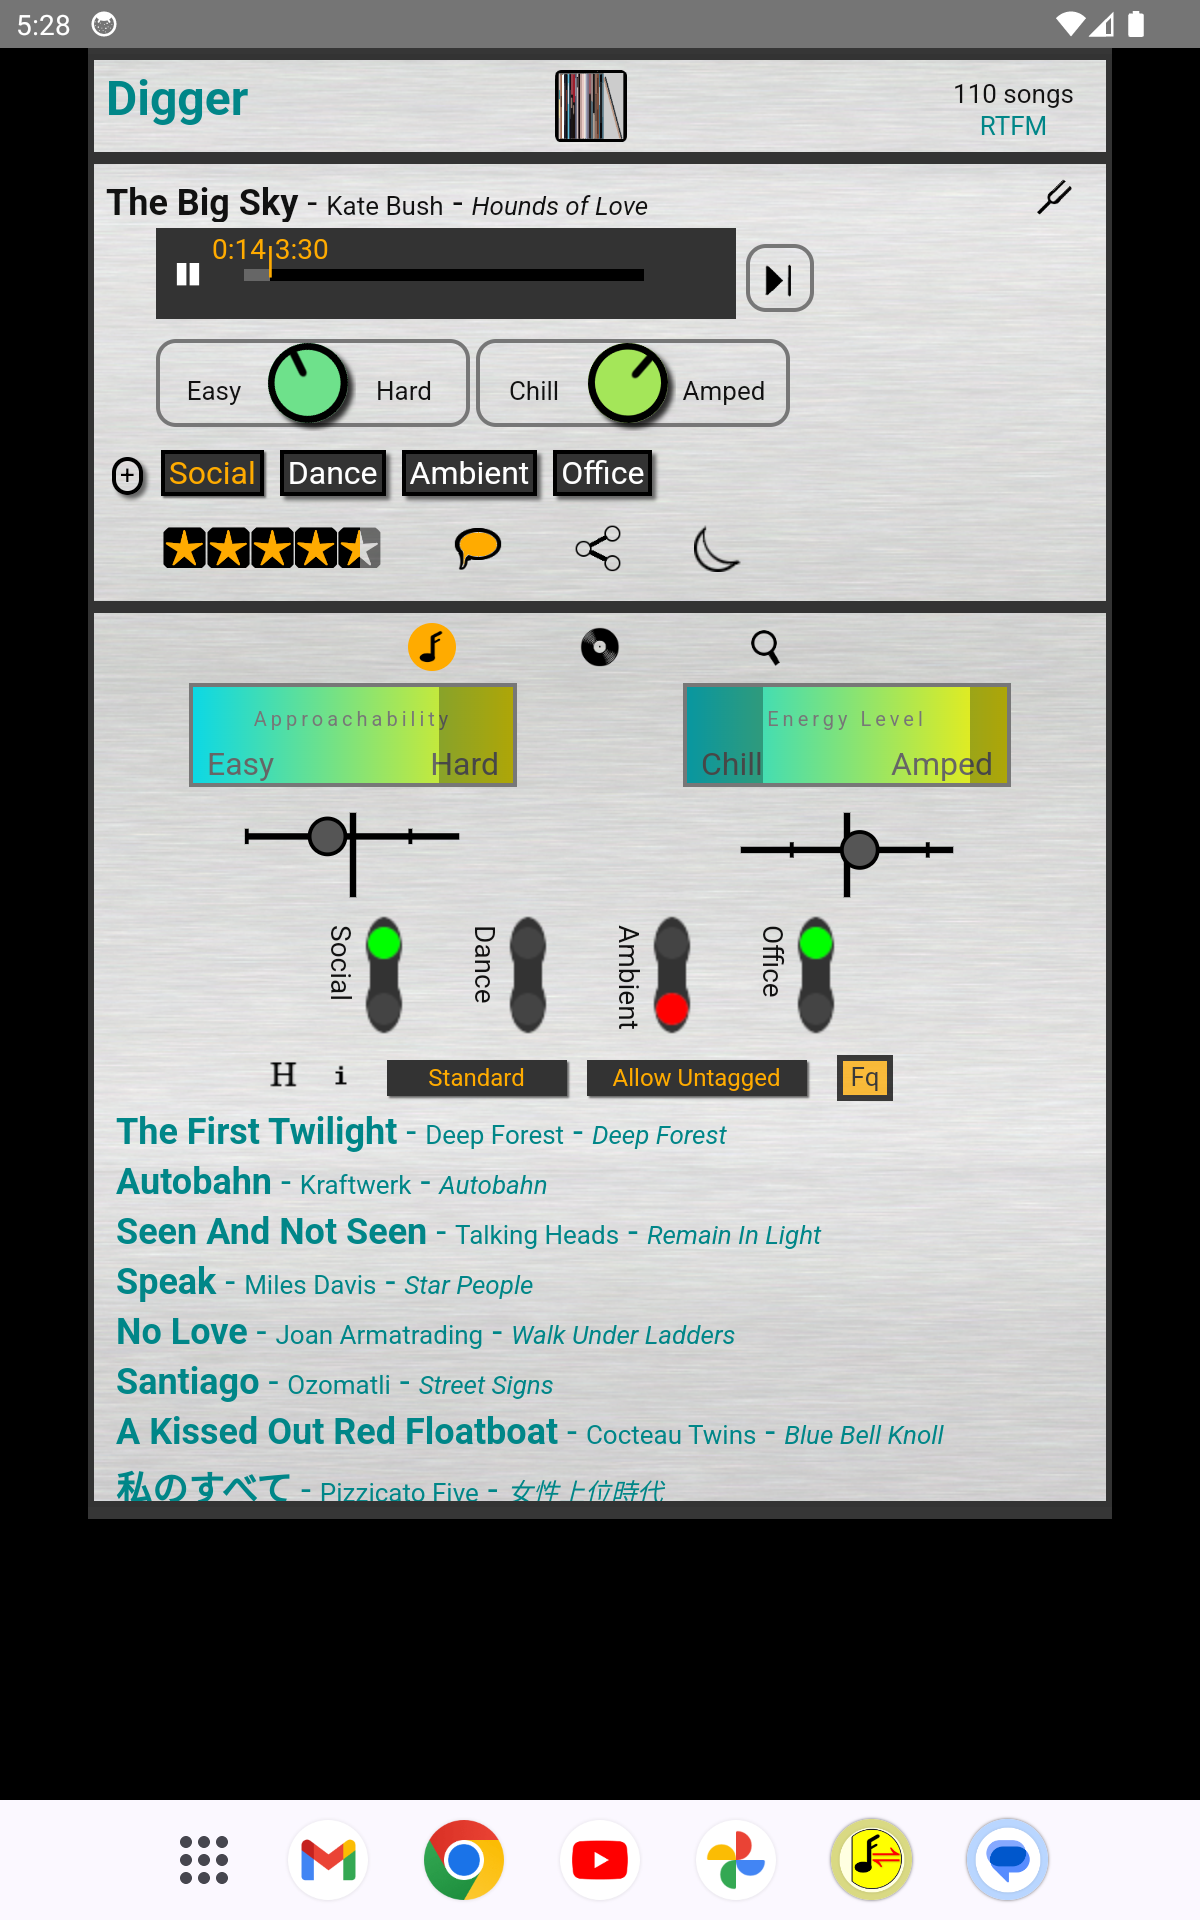 5:28
Digger
110 songs
RTFM
The Big Sky - Kate Bush - Hounds of Love
0:14 3:30
Easy Hard Chill Amped
+ Social Dance Ambient Office
Approachability
Easy Hard
Energy Level
Chill Amped
Social Dance Ambient Office
H i Standard Allow Untagged Fq
The First Twilight - Deep Forest - Deep Forest
Autobahn - Kraftwerk - Autobahn
Seen And Not Seen - Talking Heads - Remain In Light
Speak - Miles Davis - Star People
No Love - Joan Armatrading - Walk Under Ladders
Santiago - Ozomatli - Street Signs
A Kissed Out Red Floatboat - Cocteau Twins - Blue Bell Knoll
私のすべて - Pizzicato Five - 女性上位時代